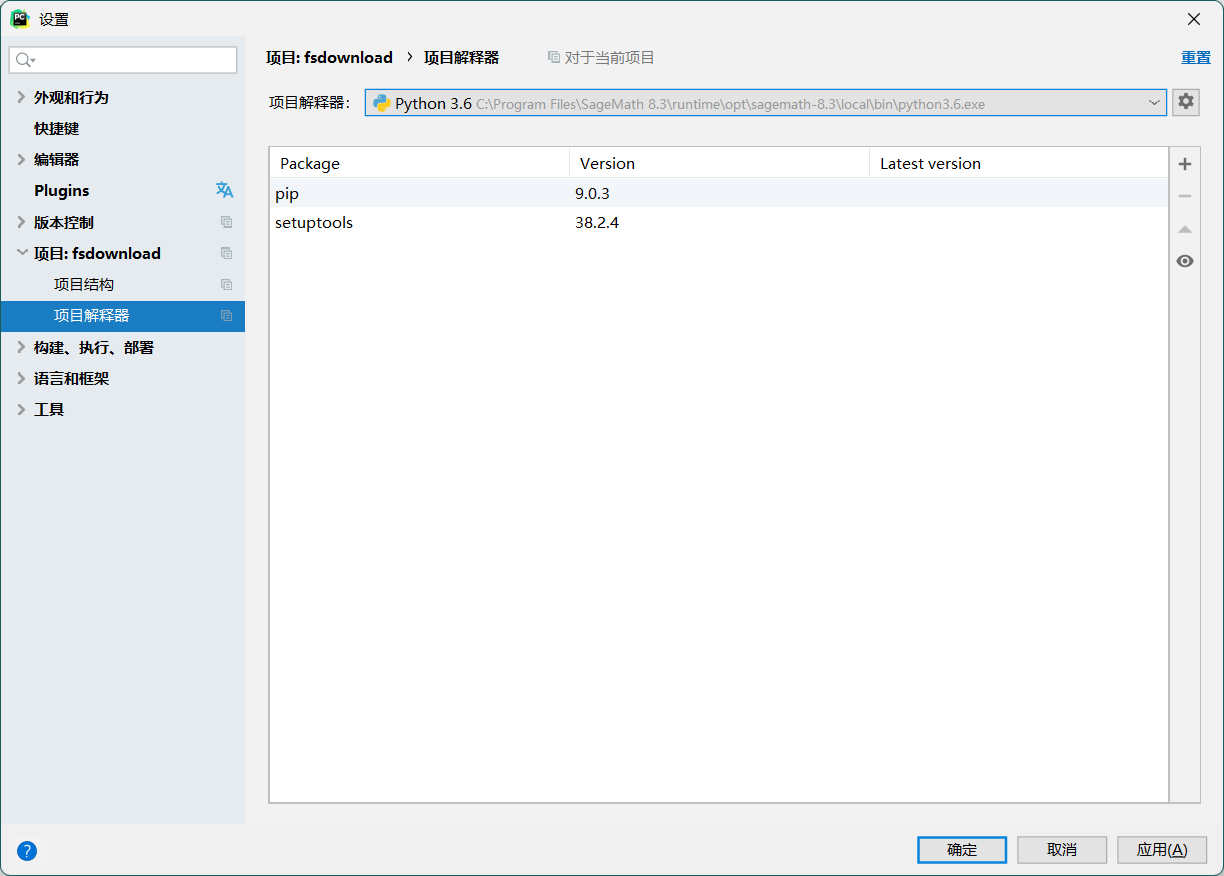 PC 设置
项目: fsdownload › 项目解释器 对于当前项目 重置
外观和行为
快捷键
编辑器
Plugins
版本控制
项目: fsdownload
项目结构
项目解释器
构建、执行、部署
语言和框架
工具
项目解释器: Python 3.6 C:\Program Files\SageMath 8.3\runtime\opt\sagemath-8.3\local\bin\python3.6.exe
Package Version Latest version
pip 9.0.3
setuptools 38.2.4
? 确定 取消 应用(A)